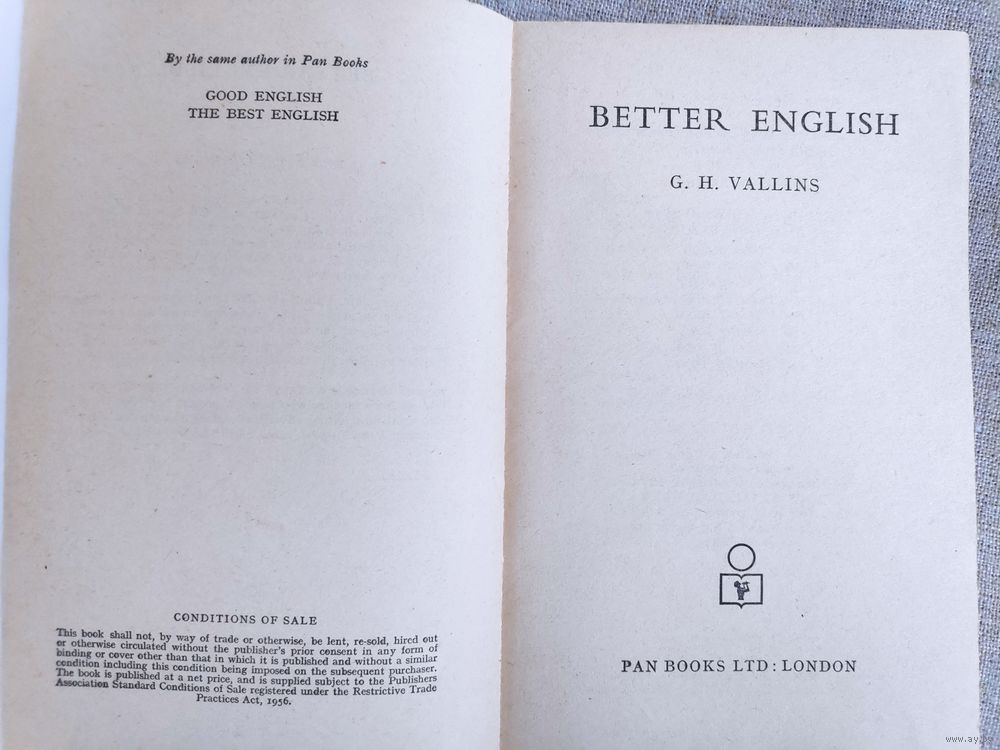 By the same author in Pan Books
GOOD ENGLISH
THE BEST ENGLISH
CONDITIONS OF SALE
This book shall not, by way of trade or otherwise, be lent, re-sold, hired out
or otherwise circulated without the publisher's prior consent in any form of
binding or cover other than that in which it is published and without a similar
condition including this condition being imposed on the subsequent purchaser.
The book is published at a net price, and is supplied subject to the Publishers
Association Standard Conditions of Sale registered under the Restrictive Trade
Practices Act, 1956.
BETTER ENGLISH
G. H. VALLINS
PAN BOOKS LTD : LONDON